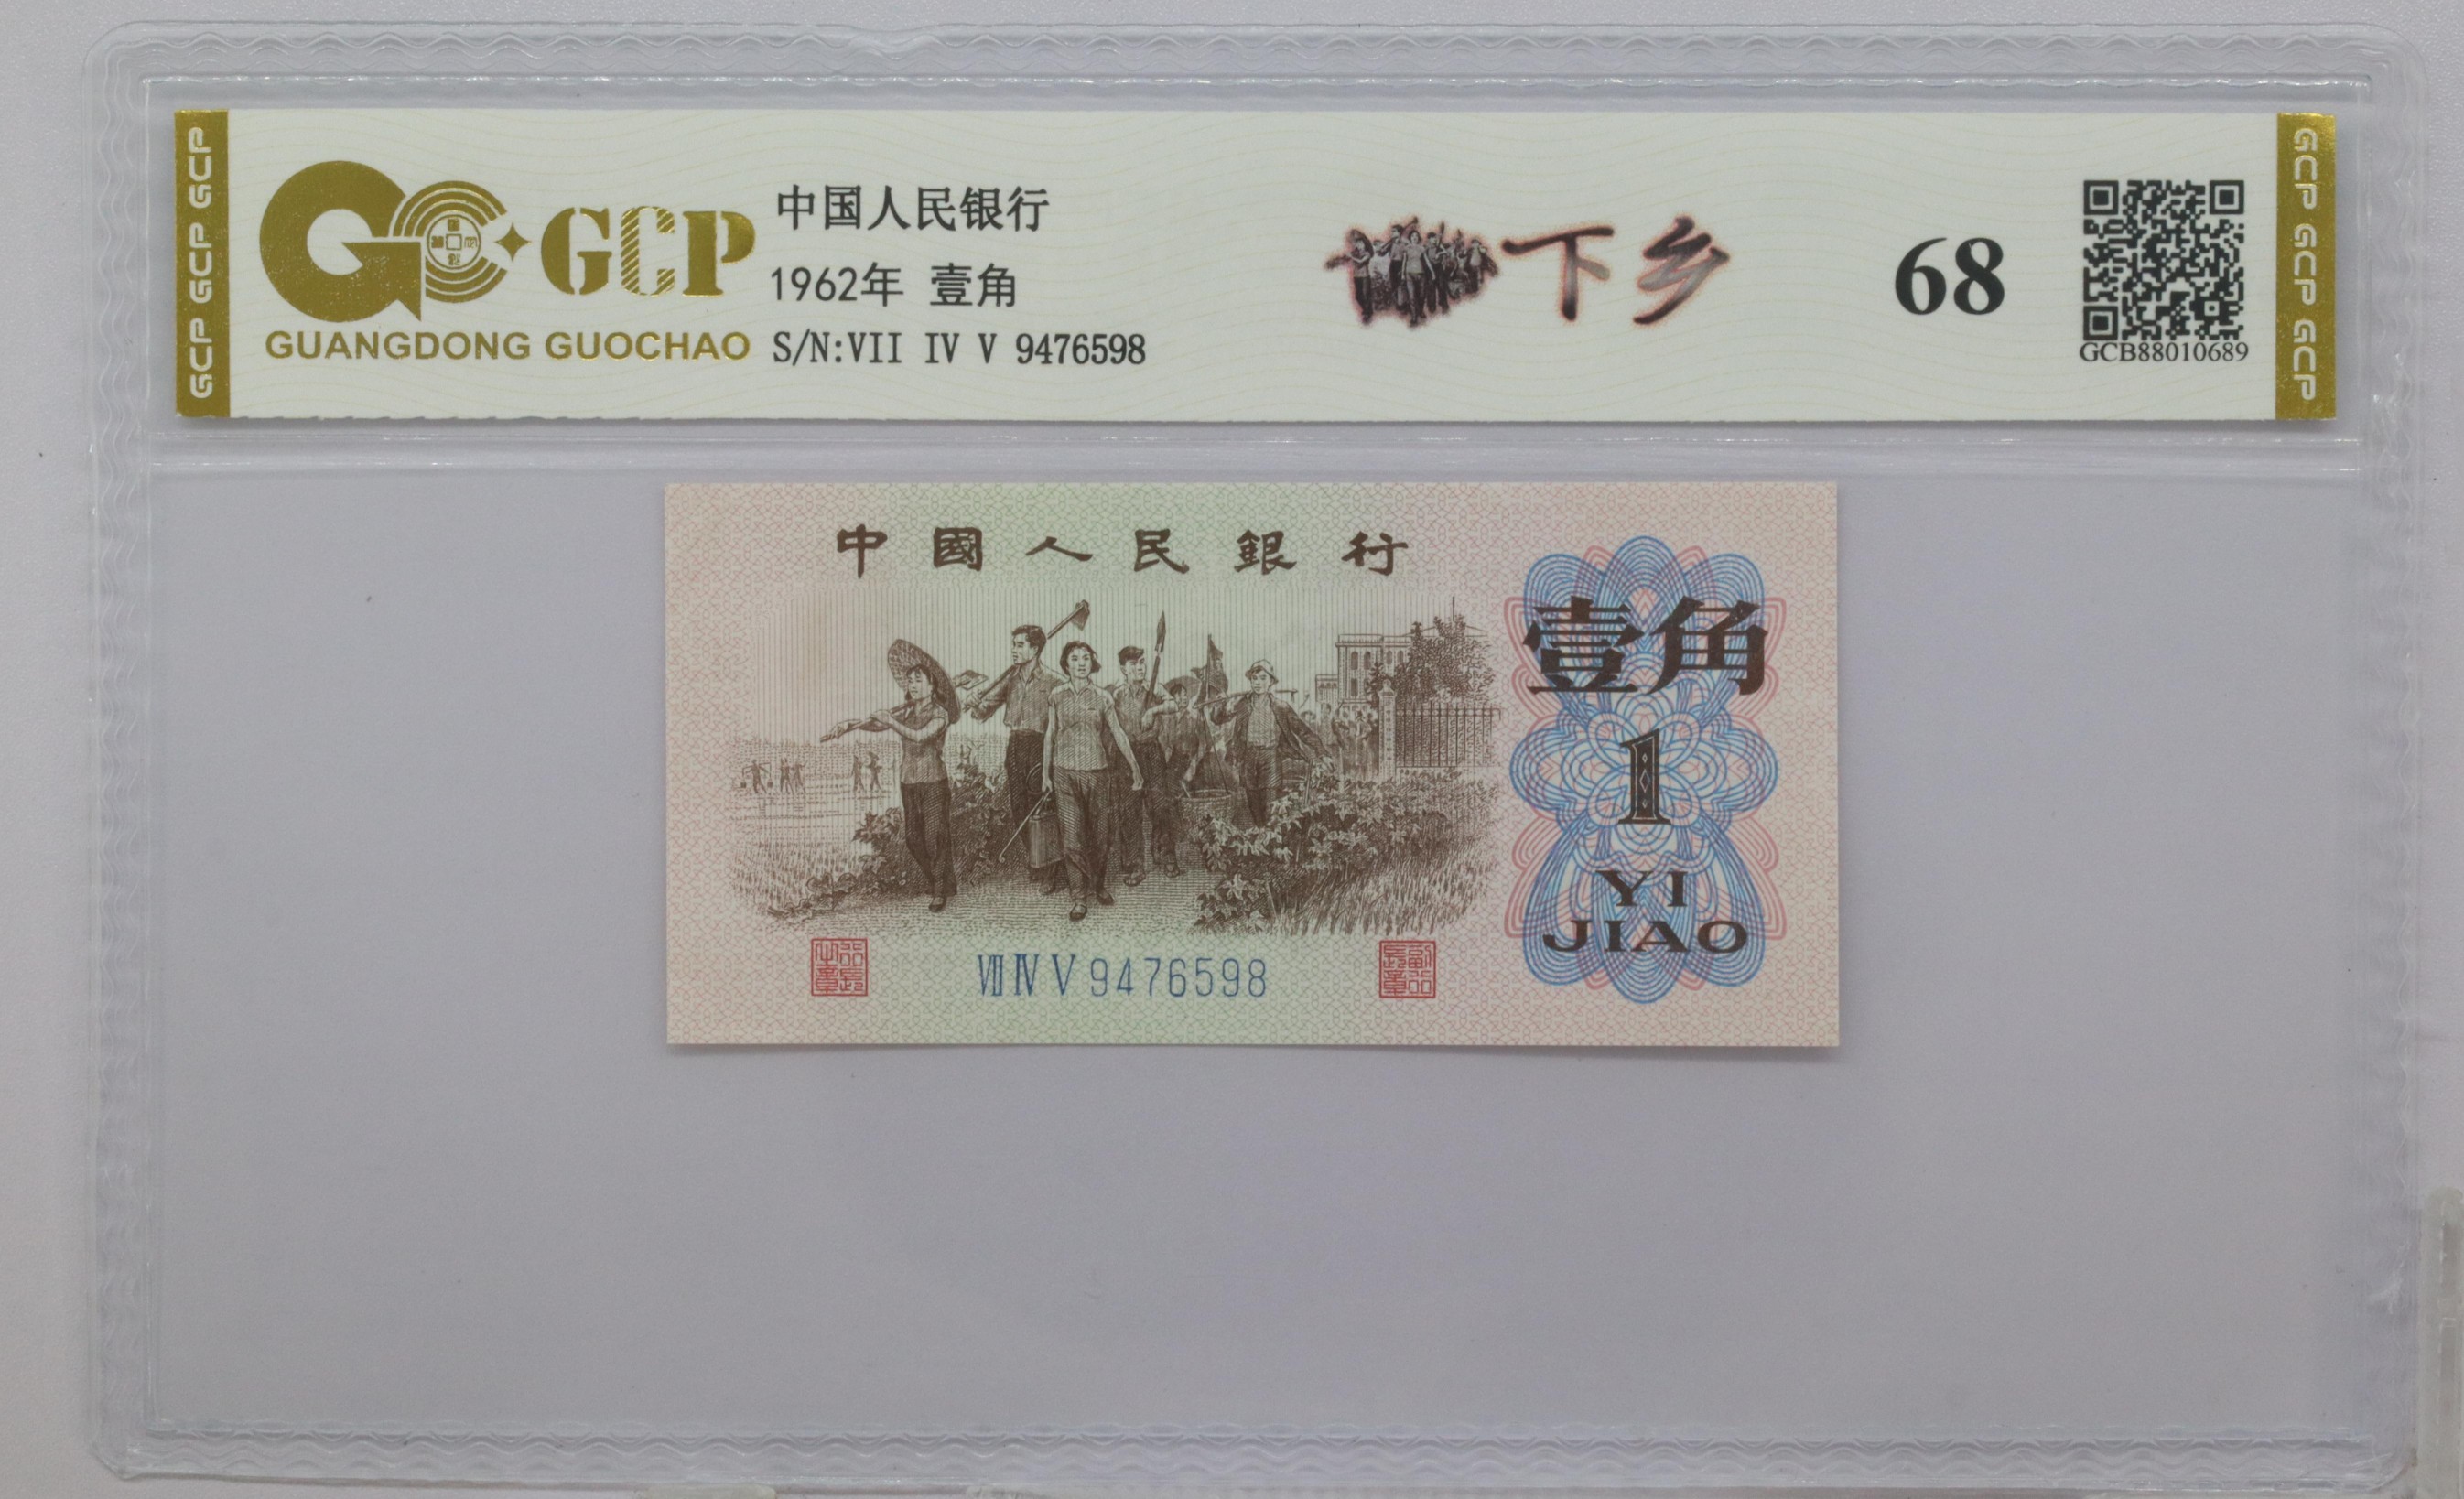 GCP GCP GCP
GCP
GUANGDONG GUOCHAO
中国人民银行
1962年 壹角
S/N:VII IV V 9476598
下乡
68
GCB88010689
GCP GCP GCP
中國人民銀行
壹角
1
YI
JIAO
Ⅷ Ⅳ Ⅴ 9476598